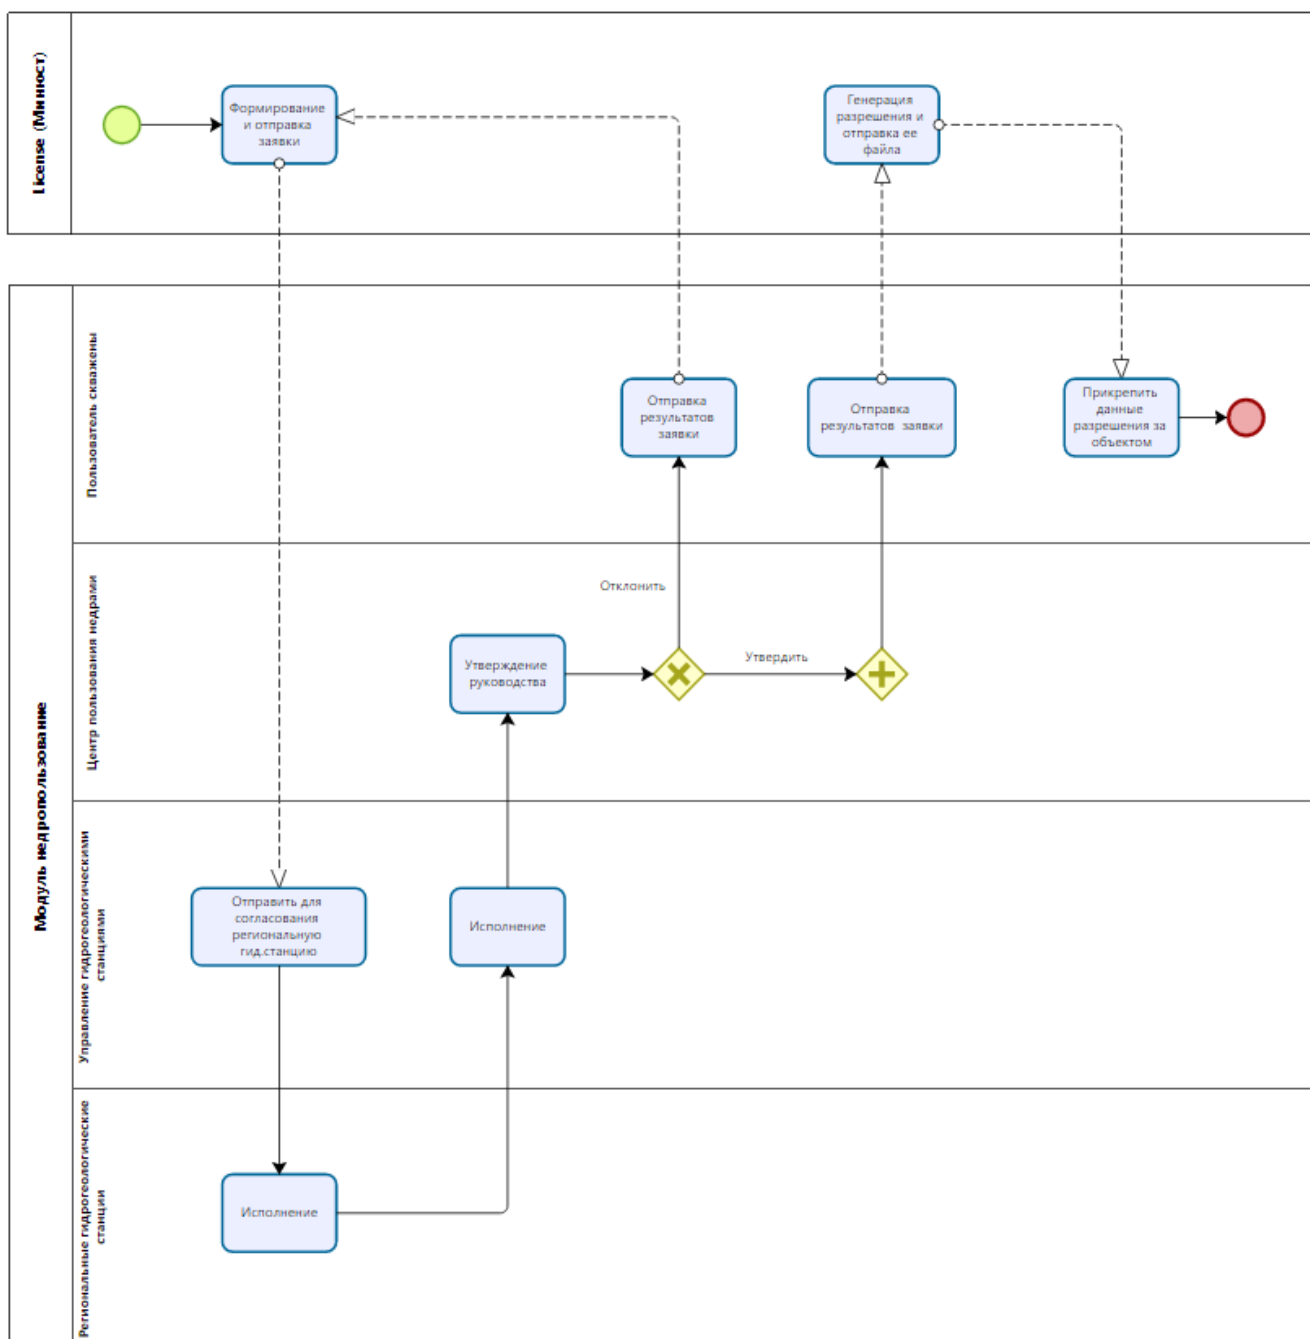 License (Минюст)
Формирование
и отправка
заявки
Генерация
разрешения и
отправка ее
файла
Модуль недропользование
Пользователь скважены
Отправка
результатов
заявки
Отправка
результатов заявки
Прикрепить
данные
разрешения за
объектом
Центр пользования недрами
Отклонить
Утверждение
руководства
Утвердить
Управление гидрогеологическими
станциями
Отправить для
согласования
региональную
гид.станцию
Исполнение
Региональные гидрогеологические
станции
Исполнение